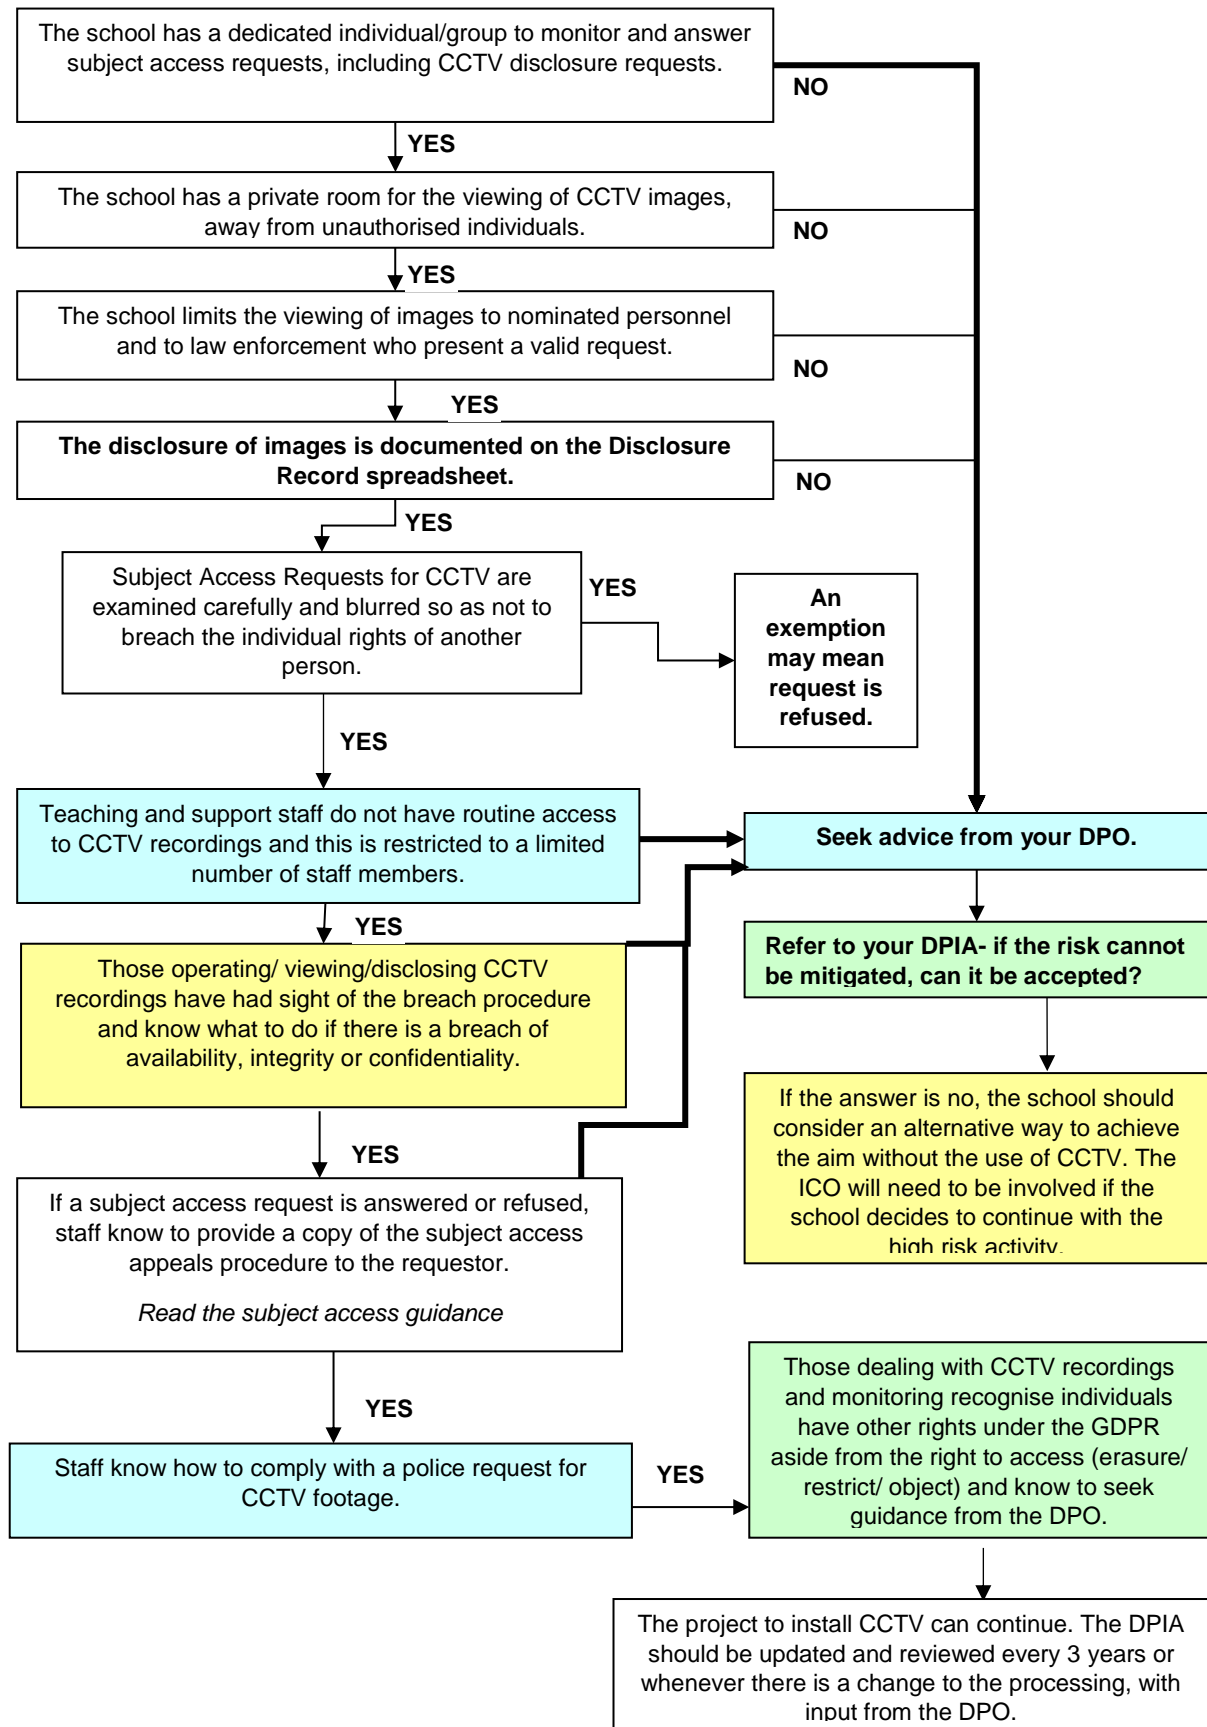 The school has a dedicated individual/group to monitor and answer
subject access requests, including CCTV disclosure requests.
NO
YES
The school has a private room for the viewing of CCTV images,
away from unauthorised individuals.
NO
YES
The school limits the viewing of images to nominated personnel
and to law enforcement who present a valid request.
NO
YES
The disclosure of images is documented on the Disclosure
Record spreadsheet.
NO
YES
Subject Access Requests for CCTV are
examined carefully and blurred so as not to
breach the individual rights of another
person.
YES
An
exemption
may mean
request is
refused.
YES
Teaching and support staff do not have routine access
to CCTV recordings and this is restricted to a limited
number of staff members.
Seek advice from your DPO.
YES
Refer to your DPIA- if the risk cannot
be mitigated, can it be accepted?
Those operating/ viewing/disclosing CCTV
recordings have had sight of the breach procedure
and know what to do if there is a breach of
availability, integrity or confidentiality.
If the answer is no, the school should
consider an alternative way to achieve
the aim without the use of CCTV. The
ICO will need to be involved if the
school decides to continue with the
high risk activity.
YES
If a subject access request is answered or refused,
staff know to provide a copy of the subject access
appeals procedure to the requestor.
Read the subject access guidance
YES
Those dealing with CCTV recordings
and monitoring recognise individuals
have other rights under the GDPR
aside from the right to access (erasure/
restrict/ object) and know to seek
guidance from the DPO.
Staff know how to comply with a police request for
CCTV footage.
YES
The project to install CCTV can continue. The DPIA
should be updated and reviewed every 3 years or
whenever there is a change to the processing, with
input from the DPO.